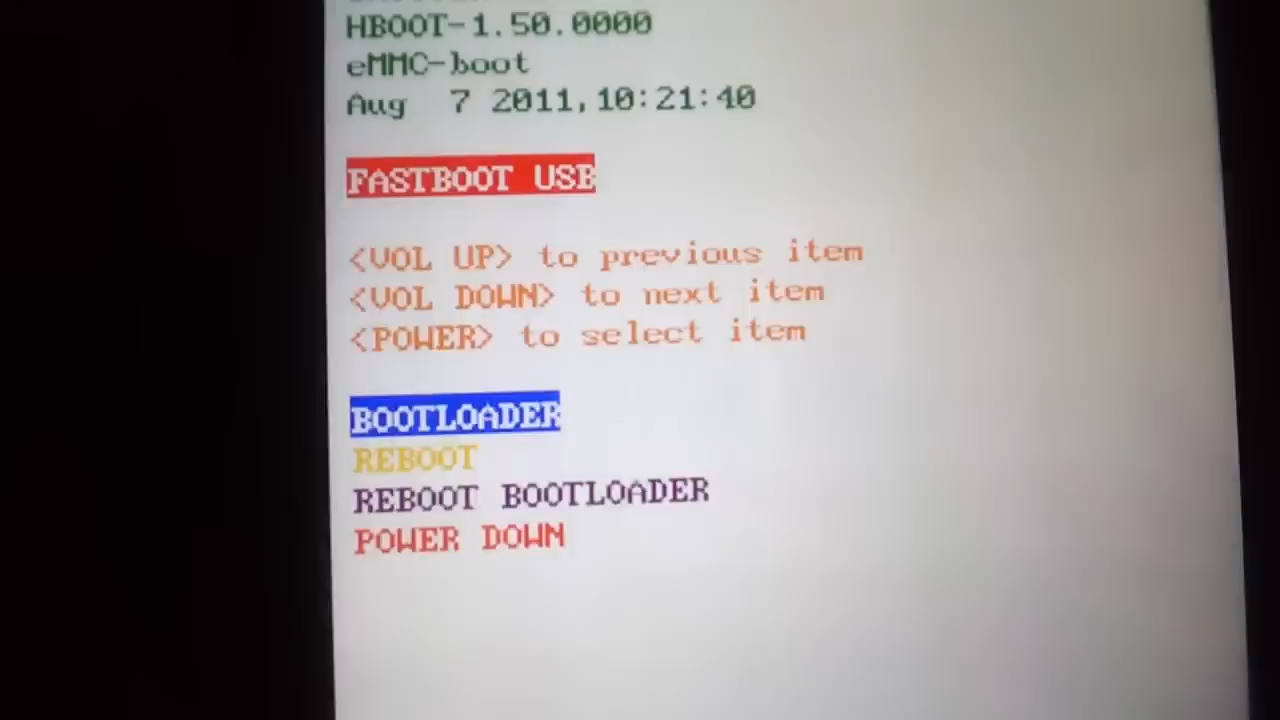 HBOOT-1.50.0000
eMMC-boot
Aug  7 2011,10:21:40
FASTBOOT USB
<VOL UP> to previous item
<VOL DOWN> to next item
<POWER> to select item
BOOTLOADER
REBOOT
REBOOT BOOTLOADER
POWER DOWN